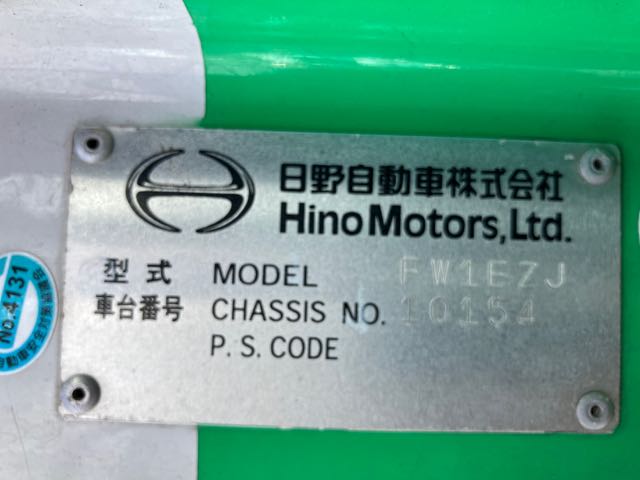 日野自動車株式会社
Hino Motors, Ltd.
型式 MODEL FW1EZJ
車台番号 CHASSIS NO. 10154
P. S. CODE
No.4131